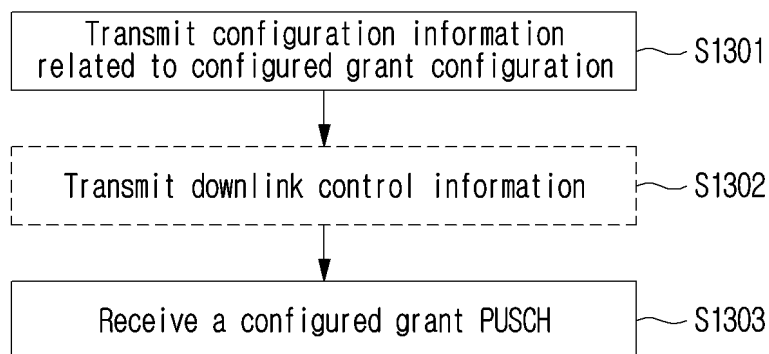 Transmit configuration information
related to configured grant configuration
S1301
Transmit downlink control information
S1302
Receive a configured grant PUSCH
S1303